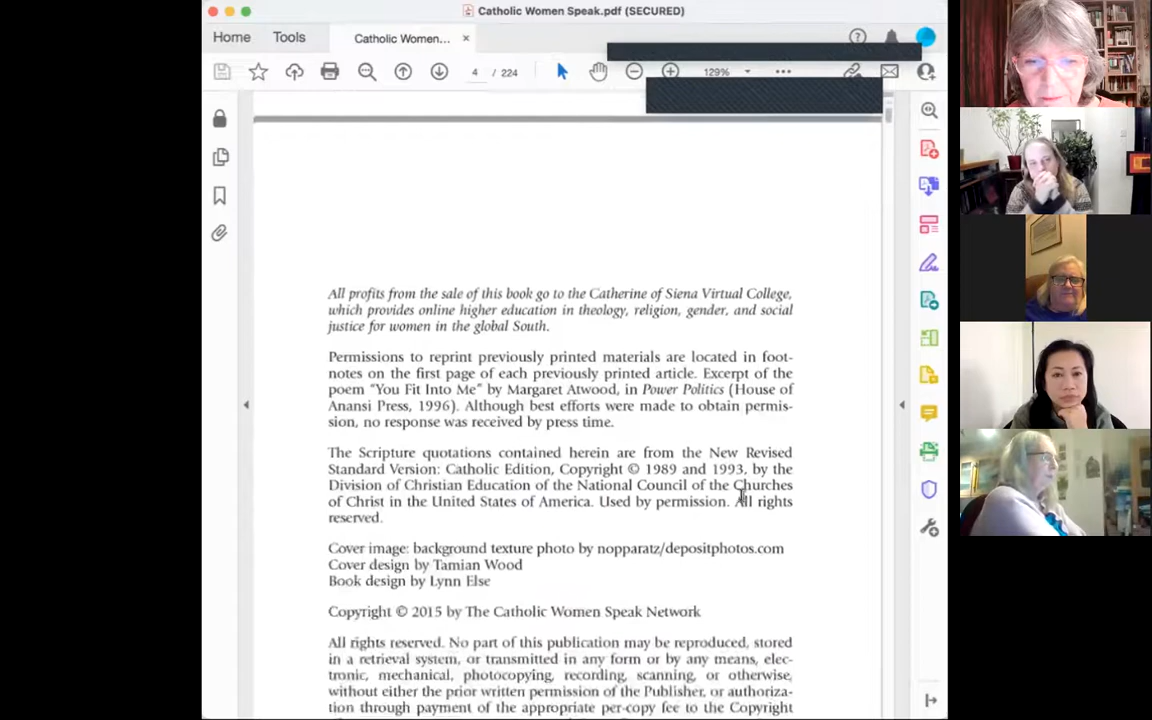 Catholic Women Speak.pdf (SECURED)
Home Tools Catholic Women...
4 / 224 129%
All profits from the sale of this book go to the Catherine of Siena Virtual College,
which provides online higher education in theology, religion, gender, and social
justice for women in the global South.
Permissions to reprint previously printed materials are located in foot-
notes on the first page of each previously printed article. Excerpt of the
poem “You Fit Into Me” by Margaret Atwood, in Power Politics (House of
Anansi Press, 1996). Although best efforts were made to obtain permis-
sion, no response was received by press time.
The Scripture quotations contained herein are from the New Revised
Standard Version: Catholic Edition, Copyright © 1989 and 1993, by the
Division of Christian Education of the National Council of the Churches
of Christ in the United States of America. Used by permission. All rights
reserved.
Cover image: background texture photo by nopparatz/depositphotos.com
Cover design by Tamian Wood
Book design by Lynn Else
Copyright © 2015 by The Catholic Women Speak Network
All rights reserved. No part of this publication may be reproduced, stored
in a retrieval system, or transmitted in any form or by any means, elec-
tronic, mechanical, photocopying, recording, scanning, or otherwise,
without either the prior written permission of the Publisher, or authoriza-
tion through payment of the appropriate per-copy fee to the Copyright